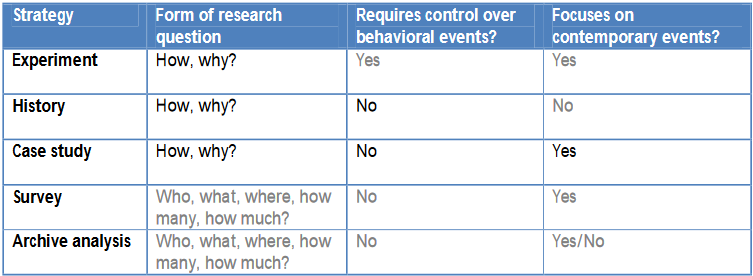 Strategy Form of research question Requires control over behavioral events? Focuses on contemporary events?
Experiment How, why? Yes Yes
History How, why? No No
Case study How, why? No Yes
Survey Who, what, where, how many, how much? No Yes
Archive analysis Who, what, where, how many, how much? No Yes/No